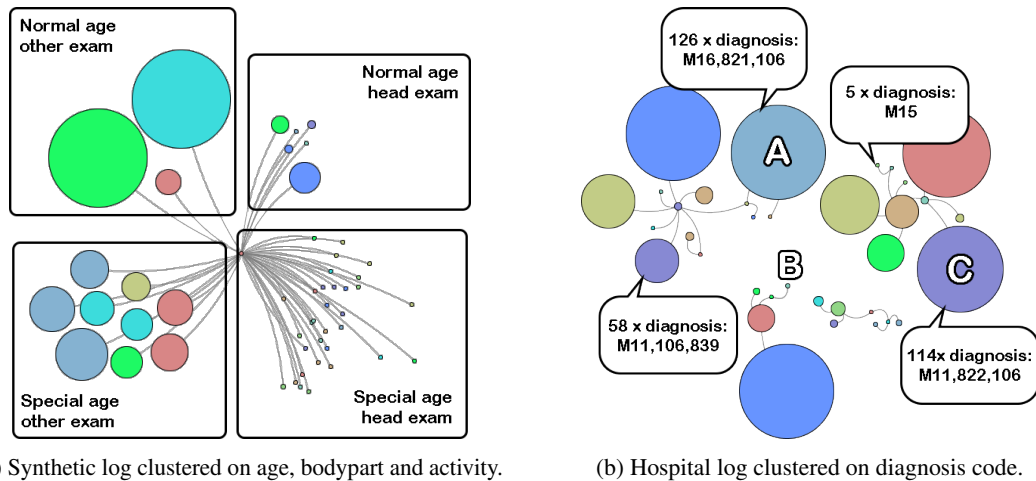 Normal age
other exam
Normal age
head exam
Special age
other exam
Special age
head exam
) Synthetic log clustered on age, bodypart and activity.
126 x diagnosis:
M16,821,106
5 x diagnosis:
M15
A
B
C
58 x diagnosis:
M11,106,839
114x diagnosis:
M11,822,106
(b) Hospital log clustered on diagnosis code.